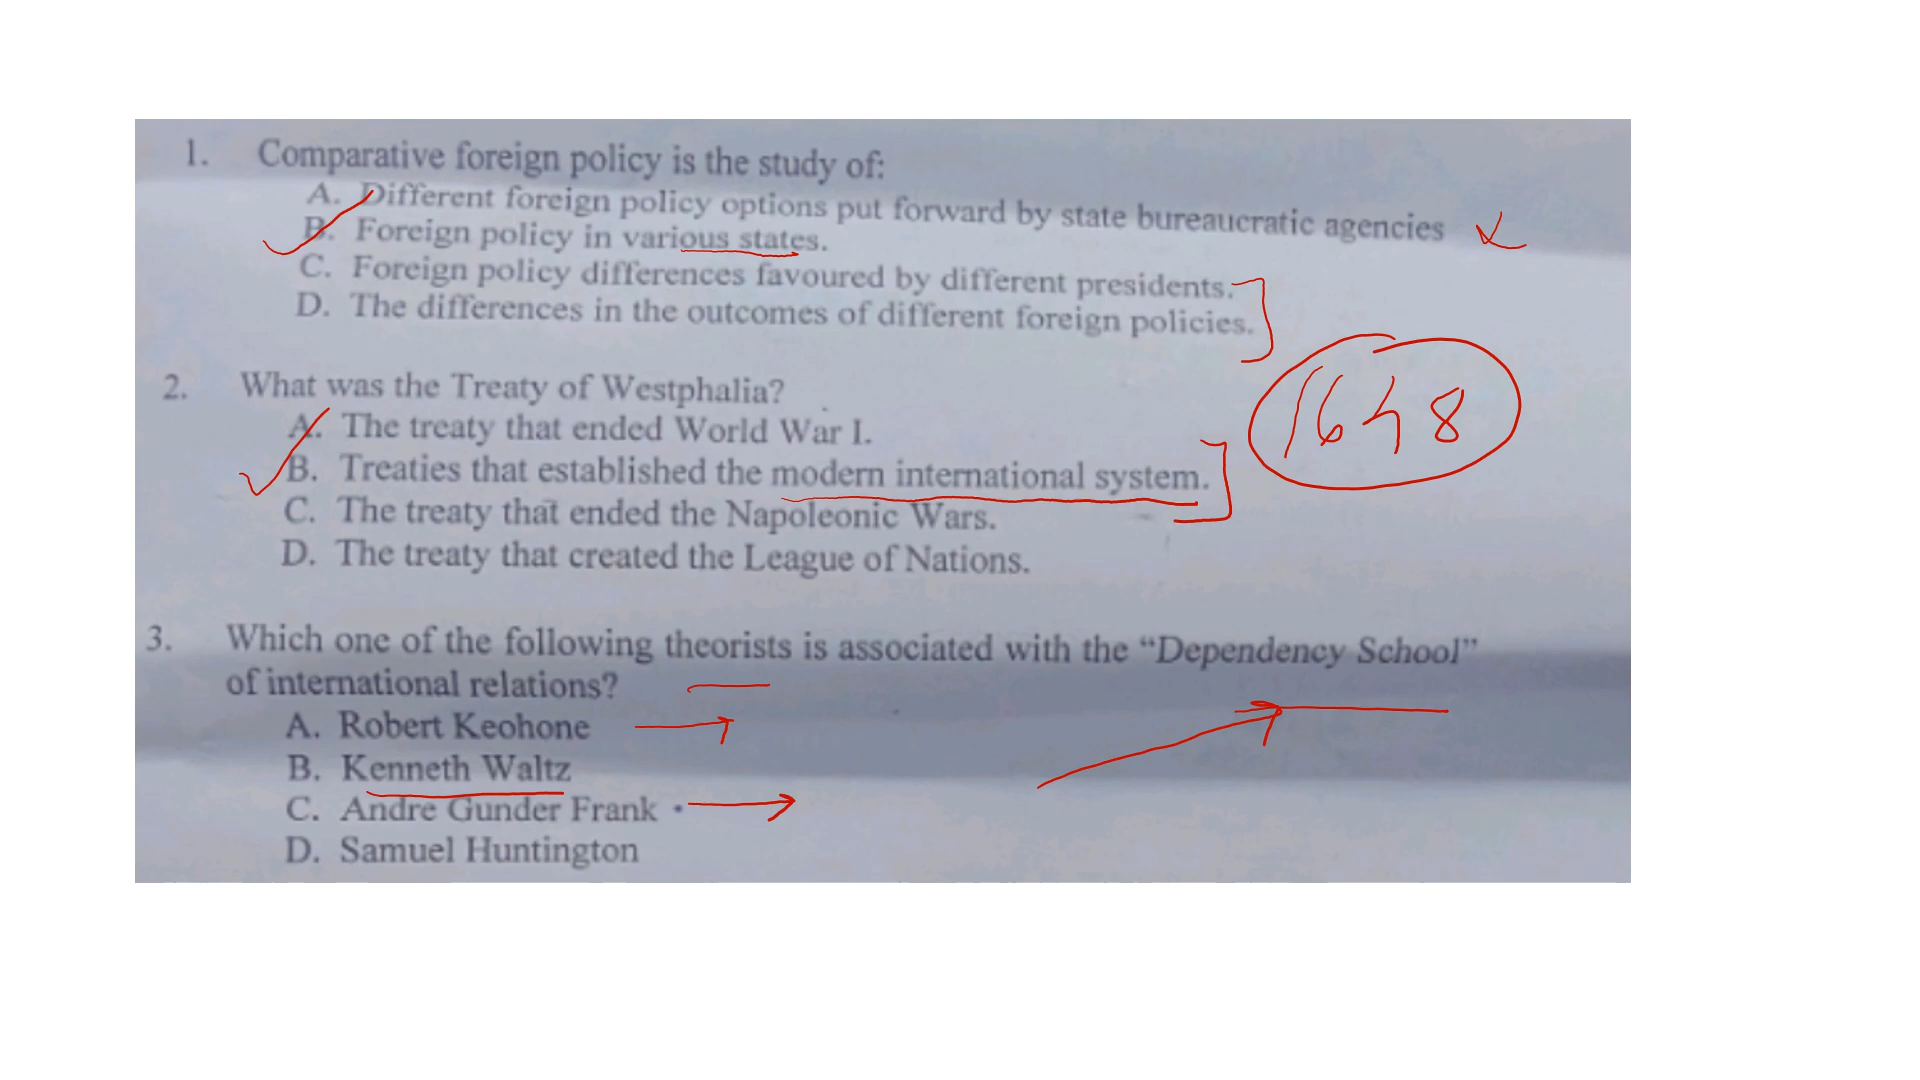 1. Comparative foreign policy is the study of:
A. Different foreign policy options put forward by state bureaucratic agencies
B. Foreign policy in various states.
C. Foreign policy differences favoured by different presidents.
D. The differences in the outcomes of different foreign policies.
1648
2. What was the Treaty of Westphalia?
A. The treaty that ended World War I.
B. Treaties that established the modern international system.
C. The treaty that ended the Napoleonic Wars.
D. The treaty that created the League of Nations.
3. Which one of the following theorists is associated with the “Dependency School”
of international relations?
A. Robert Keohone
B. Kenneth Waltz
C. Andre Gunder Frank
D. Samuel Huntington